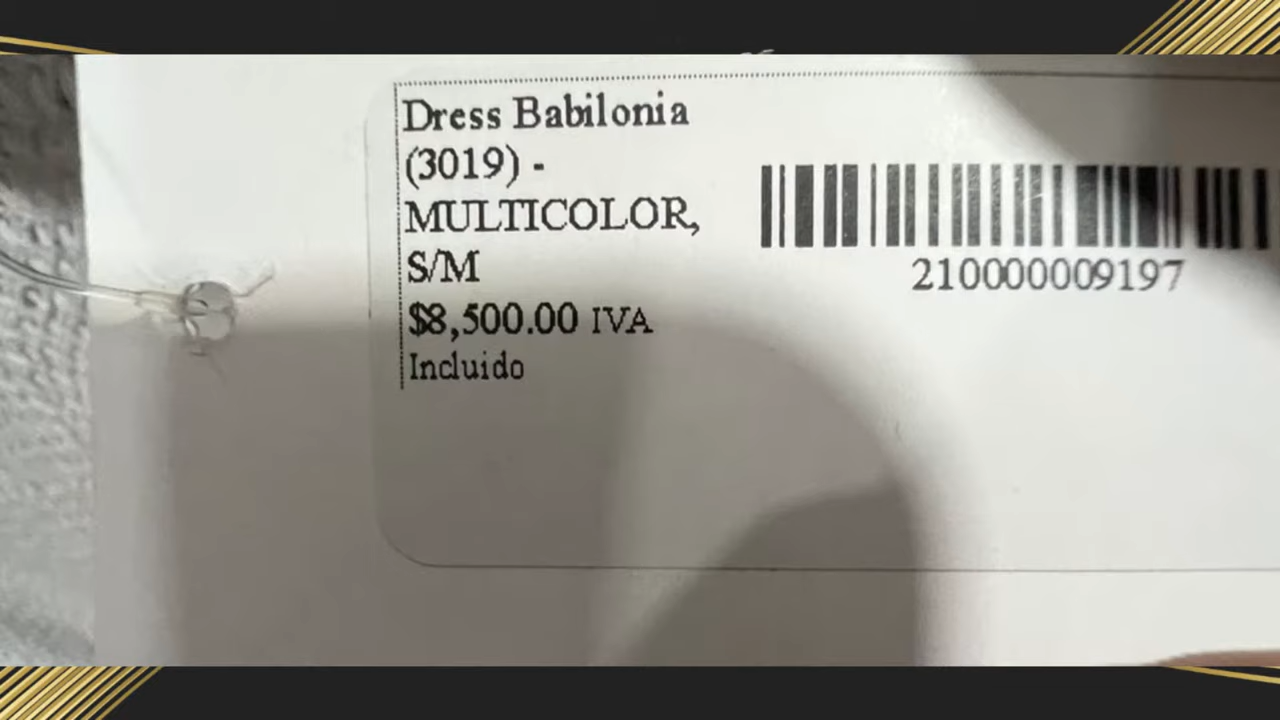 Dress Babilonia
(3019) -
MULTICOLOR,
S/M
$8,500.00 IVA
Incluido
210000009197